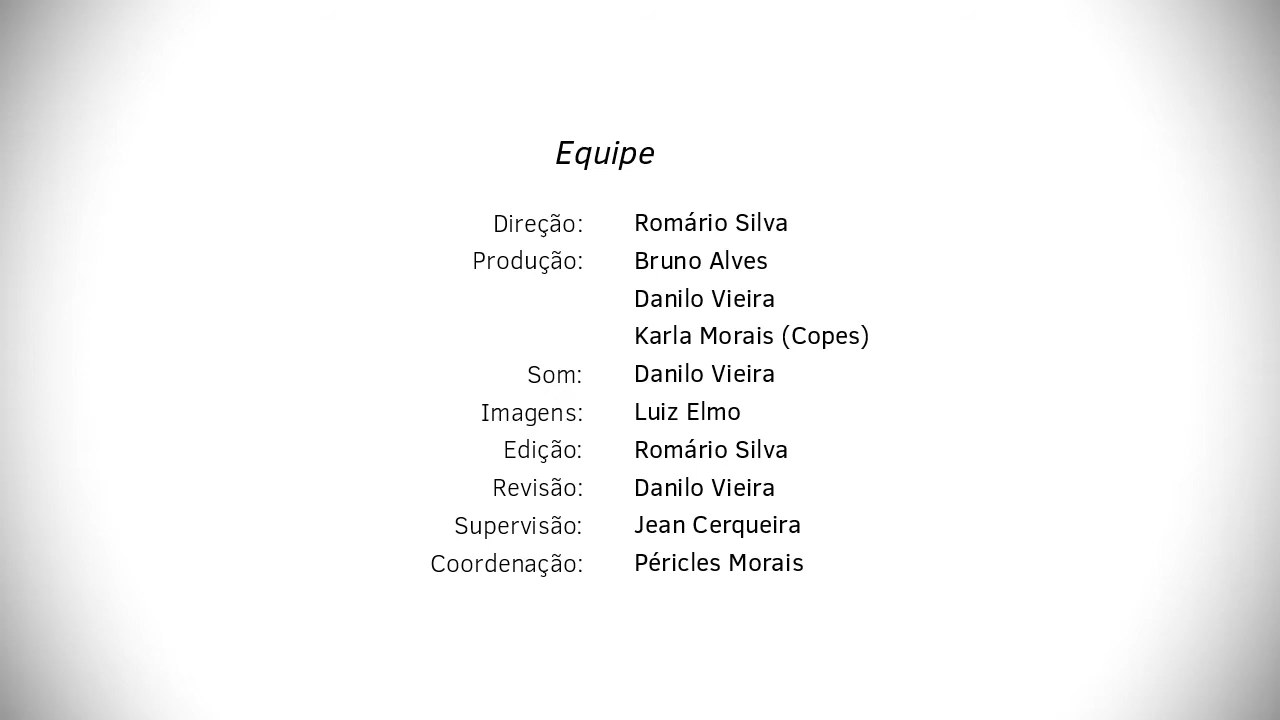 Equipe
Direção: Romário Silva
Produção: Bruno Alves
Danilo Vieira
Karla Morais (Copes)
Som: Danilo Vieira
Imagens: Luiz Elmo
Edição: Romário Silva
Revisão: Danilo Vieira
Supervisão: Jean Cerqueira
Coordenação: Péricles Morais